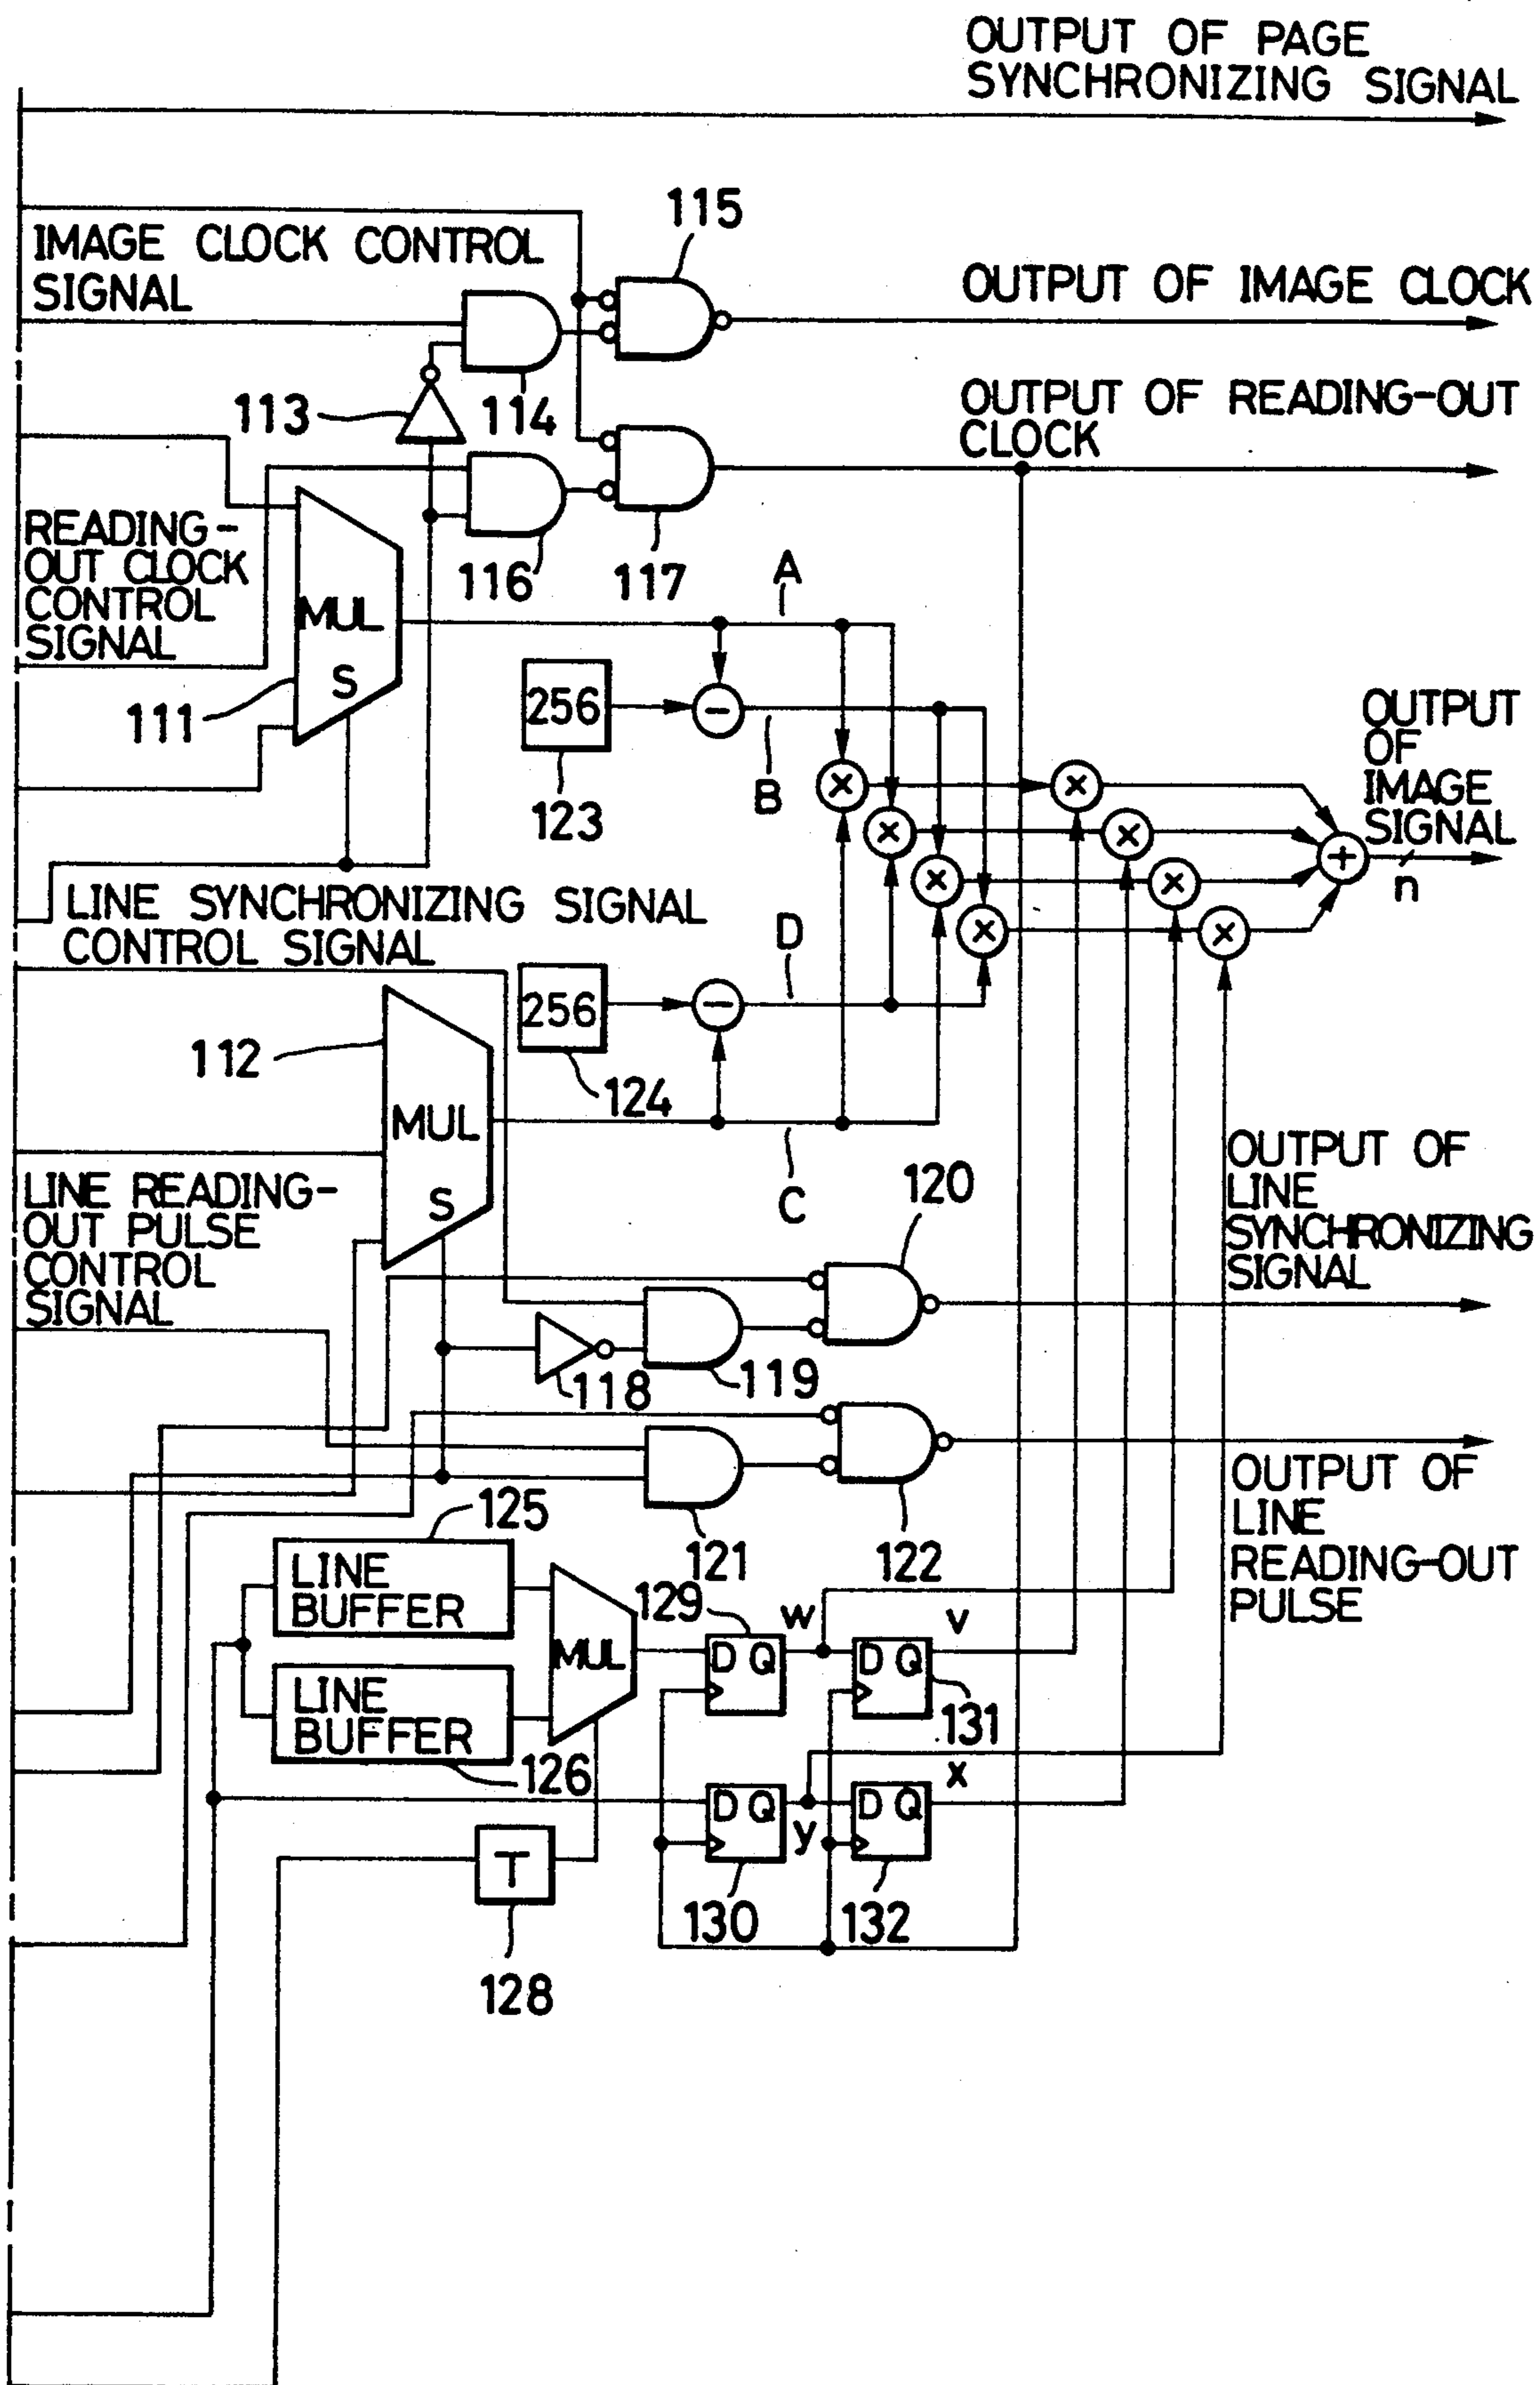 OUTPUT OF PAGE
SYNCHRONIZING SIGNAL
115
IMAGE CLOCK CONTROL
SIGNAL
OUTPUT OF IMAGE CLOCK
113
114
OUTPUT OF READING-OUT
CLOCK
READING-
OUT CLOCK
CONTROL
SIGNAL
116
117
A
MUL
S
111
256
123
-
B
×
×
×
×
×
×
×
×
+
OUTPUT
OF
IMAGE
SIGNAL
n
LINE SYNCHRONIZING SIGNAL
CONTROL SIGNAL
D
256
124
-
112
MUL
S
C
120
OUTPUT OF
LINE
SYNCHRONIZING
SIGNAL
LINE READING-
OUT PULSE
CONTROL
SIGNAL
118
119
121
122
OUTPUT OF
LINE
READING-OUT
PULSE
125
LINE
BUFFER
LINE
BUFFER
126
MUL
129
D Q
w
D Q
v
131
D Q
y
D Q
x
130
132
T
128